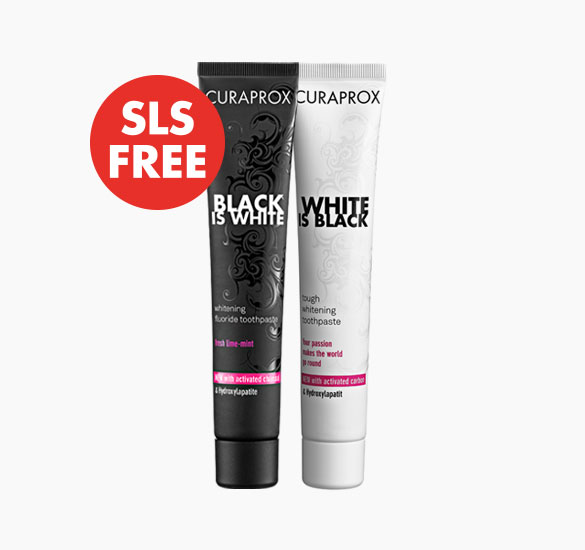 SLS
FREE
CURAPROX
BLACK
IS WHITE
whitening
fluoride toothpaste
fresh lime-mint
with activated
& Hydroxylapatite
CURAPROX
WHITE
IS BLACK
tough
whitening
toothpaste
Your passion
makes the world
go round
with activated carbon
& Hydroxylapatit